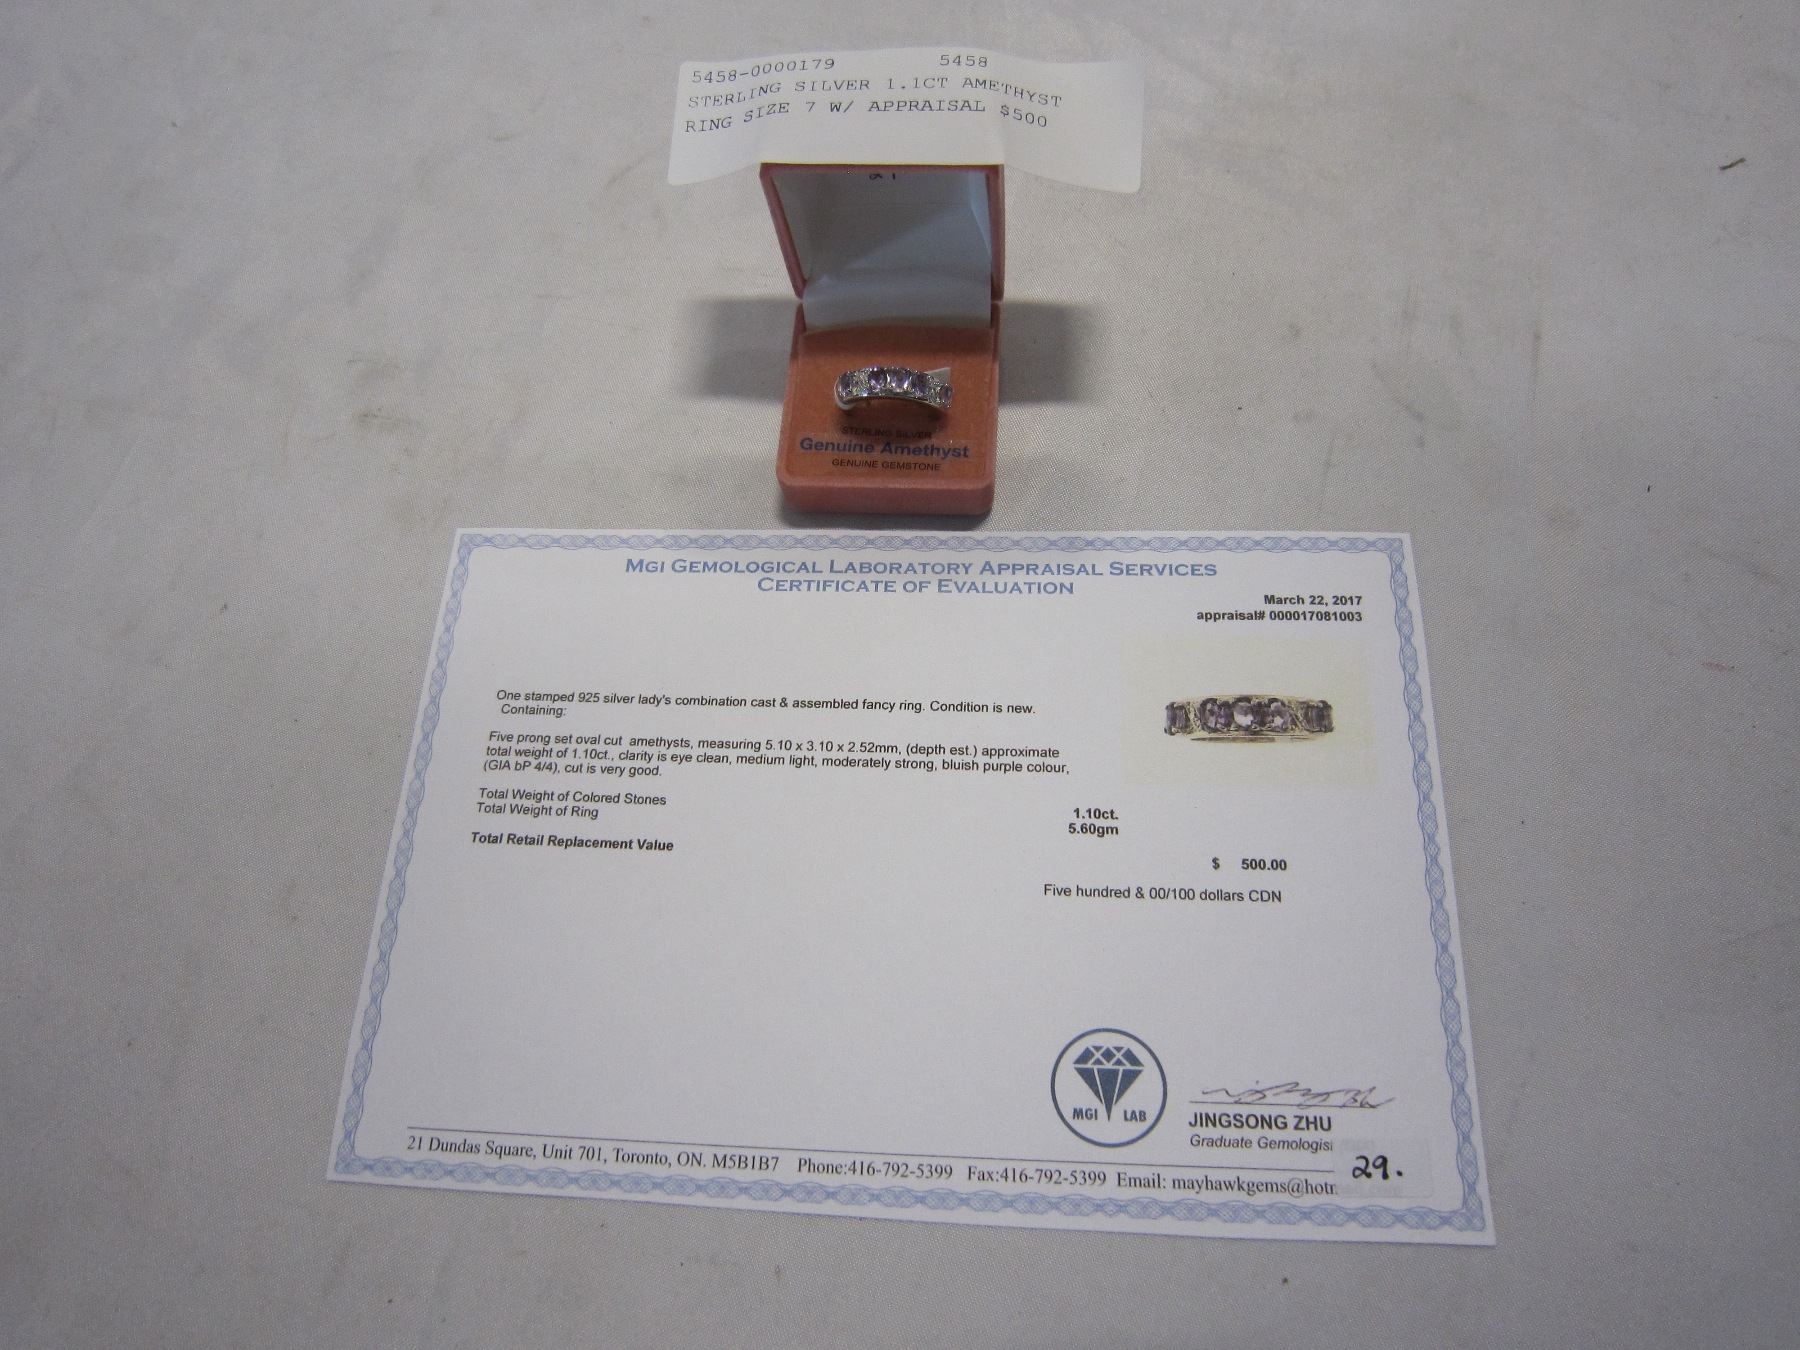 5458-0000179 5458
STERLING SILVER 1.1CT AMETHYST
RING SIZE 7 W/ APPRAISAL $500
STERLING SILVER
Genuine Amethyst
GENUINE GEMSTONE
MGI GEMOLOGICAL LABORATORY APPRAISAL SERVICES
CERTIFICATE OF EVALUATION
March 22, 2017
appraisal# 000017081003
One stamped 925 silver lady's combination cast & assembled fancy ring. Condition is new.
Containing:
Five prong set oval cut amethysts, measuring 5.10 x 3.10 x 2.52mm, (depth est.) approximate
total weight of 1.10ct., clarity is eye clean, medium light, moderately strong, bluish purple colour,
(GIA bP 4/4), cut is very good.
Total Weight of Colored Stones 1.10ct.
Total Weight of Ring 5.60gm
Total Retail Replacement Value $ 500.00
Five hundred & 00/100 dollars CDN
MGI LAB
JINGSONG ZHU
Graduate Gemologist
21 Dundas Square, Unit 701, Toronto, ON. M5B1B7 Phone:416-792-5399 Fax:416-792-5399 Email: mayhawkgems@hotr
29.